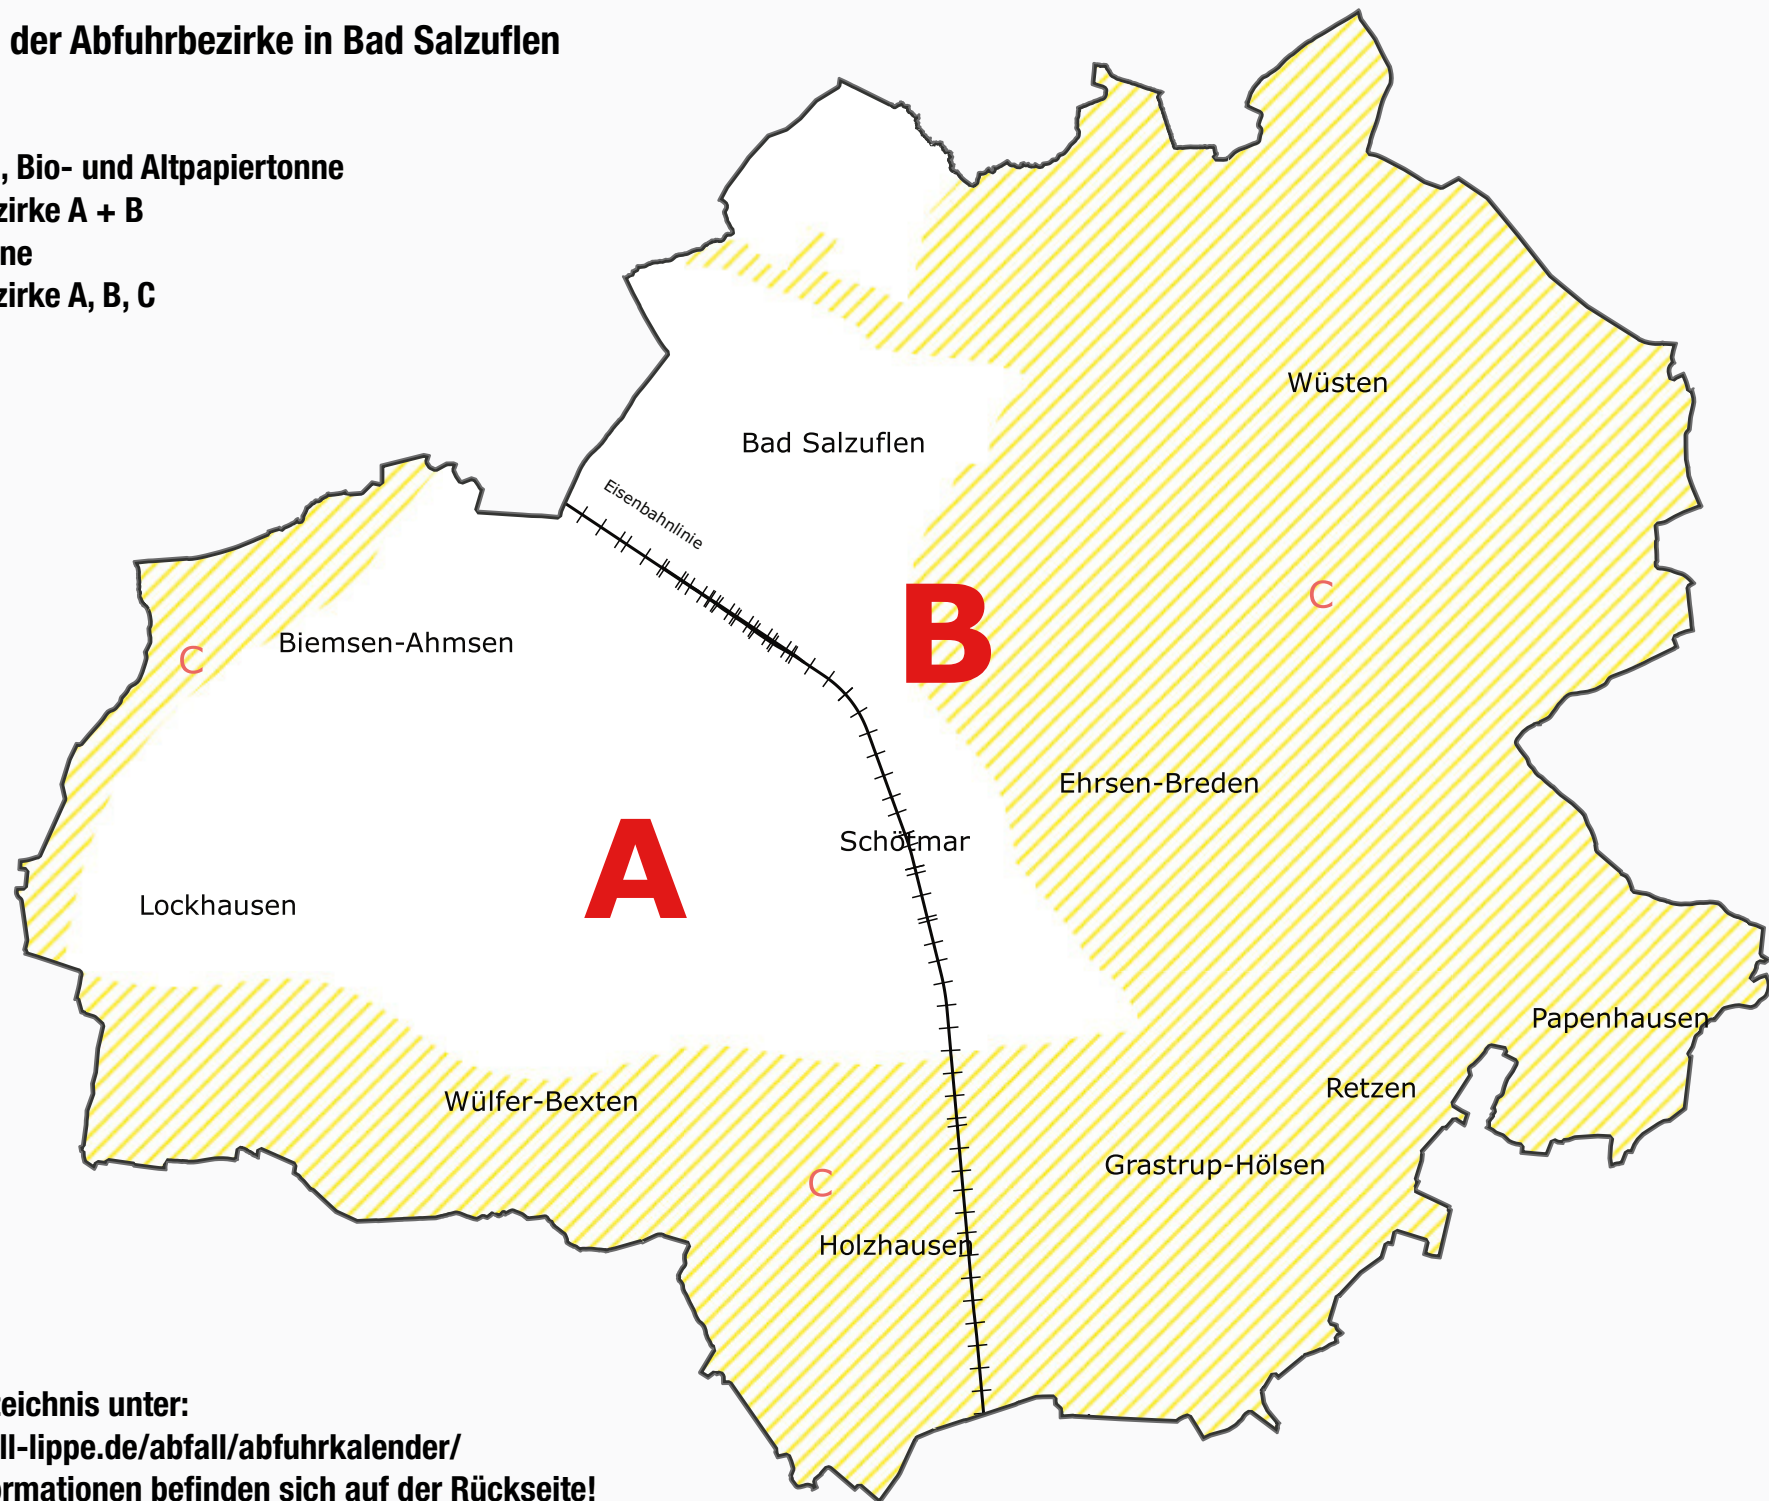 der Abfuhrbezirke in Bad Salzuflen
, Bio- und Altpapiertonne
zirke A + B
ne
zirke A, B, C
Wüsten
Bad Salzuflen
Eisenbahnlinie
B
C
Biemsen-Ahmsen
C
Ehrsen-Breden
Schötmar
A
Lockhausen
Papenhausen
Retzen
Wülfer-Bexten
Grastrup-Hölsen
C
Holzhausen
eichnis unter:
ll-lippe.de/abfall/abfuhrkalender/
ormationen befinden sich auf der Rückseite!